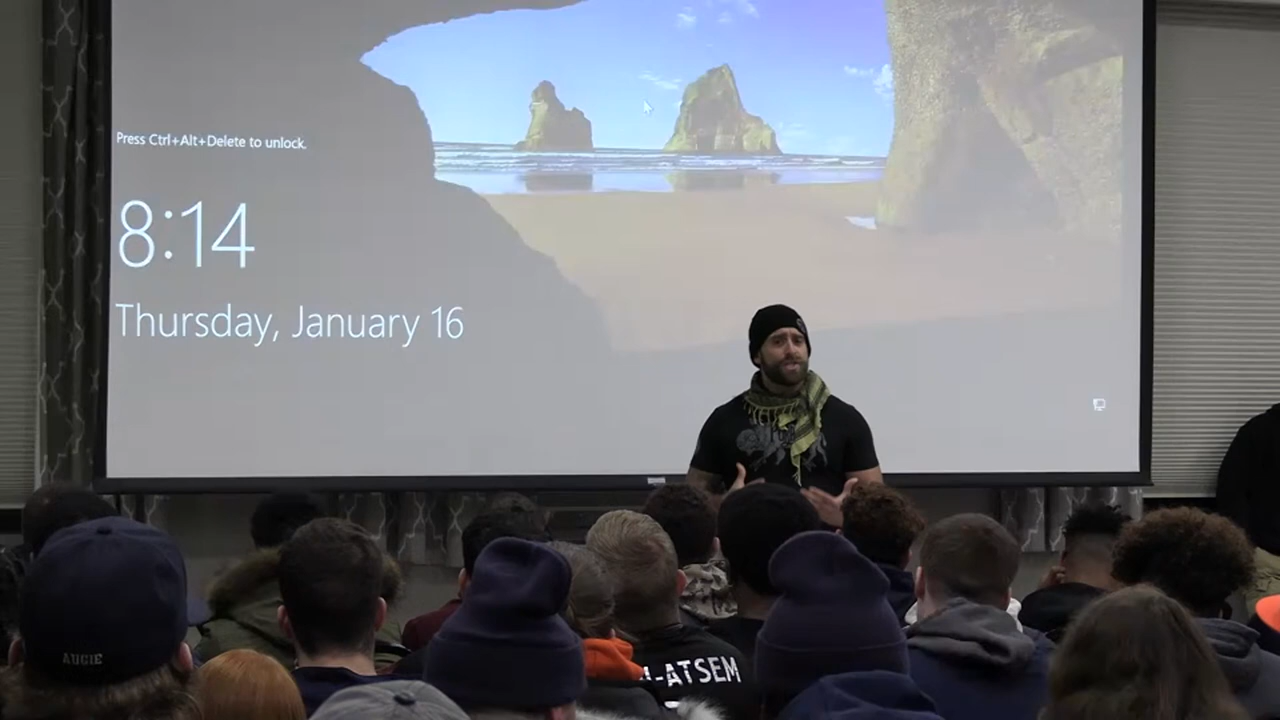 Press Ctrl+Alt+Delete to unlock.
8:14
Thursday, January 16
AUGIE
-ATSEM